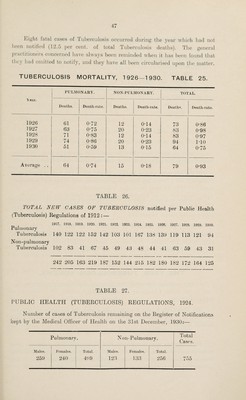 47
Eight fatal cases of Tuberculosis occurred during the year which had not
been notified (12.5 per cent. of total Tuberculosis deaths). The general
practitioners concerned have always been reminded when it has been found that
they had omitted to notify, and they have all been circularised upon the matter.
TUBERCULOSIS MORTALITY, 1926—1930. TABLE 25.
Year. PULMONARY. NON-PULMONARY. TOTAL.
Deaths. Death-rate. Deaths. Death-rate. Deaths. Death-rate.
1926 61 0·72 12 0·14 73 0·86
1927 63 0·75 20 0·23 83 0·98
1928 71 0·83 12 0·14 83 0·97
1929 74 0·86 20 0·23 94 1·10
1930 51 0·59 13 0·15 64 0·75
Average .. 64 0·74 15 0·18 79 0·93
TABLE 26.
TOTAL NEW CASES OF TUBERCULOSIS notified per Public Health
(Tuberculosis) Regulations of 1912:—
1917. 1918. 1919. 1920. 1921. 1922. 1923. 1924. 1925. 1926. 1927. 1928. 1929. 1930.
Pulmonary
Tuberculosis 140 122 122 152 142 103 101 167 138 139 119 113 121 94
Non-pulmonary
Tuberculosis 102 83 41 67 45 49 43 48 44 41 63 59 43 31
242 205 163 219 187 152 144 215 182 180 182 172 164 125
TABLE 27.
PUBLIC HEALTH (TUBERCULOSIS) REGULATIONS, 1924.
Number of cases of Tuberculosis remaining on the Register of Notifications
kept by the Medical Officer of Health on the 31st December, 1930:—
Pulmonary. Non-Pulmonary. Total Cases.
Males. Females. Total. Males. Females. Total.
259 240 499 123 133 256 755